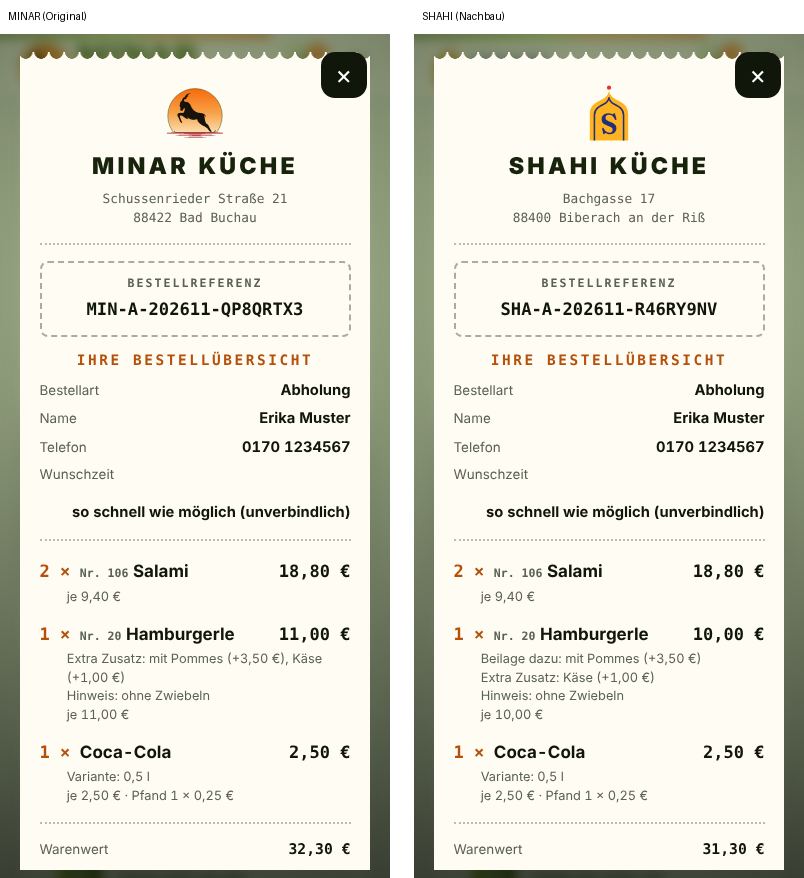 MINAR (Original)
×
MINAR KÜCHE
Schussenrieder Straße 21
88422 Bad Buchau
BESTELLREFERENZ
MIN-A-202611-QP8QRTX3
IHRE BESTELLÜBERSICHT
Bestellart Abholung
Name Erika Muster
Telefon 0170 1234567
Wunschzeit
so schnell wie möglich (unverbindlich)
2 × Nr. 106 Salami 18,80 €
je 9,40 €
1 × Nr. 20 Hamburgerle 11,00 €
Extra Zusatz: mit Pommes (+3,50 €), Käse
(+1,00 €)
Hinweis: ohne Zwiebeln
je 11,00 €
1 × Coca-Cola 2,50 €
Variante: 0,5 l
je 2,50 € · Pfand 1 × 0,25 €
Warenwert 32,30 €
SHAHI (Nachbau)
×
S
SHAHI KÜCHE
Bachgasse 17
88400 Biberach an der Riß
BESTELLREFERENZ
SHA-A-202611-R46RY9NV
IHRE BESTELLÜBERSICHT
Bestellart Abholung
Name Erika Muster
Telefon 0170 1234567
Wunschzeit
so schnell wie möglich (unverbindlich)
2 × Nr. 106 Salami 18,80 €
je 9,40 €
1 × Nr. 20 Hamburgerle 10,00 €
Beilage dazu: mit Pommes (+3,50 €)
Extra Zusatz: Käse (+1,00 €)
Hinweis: ohne Zwiebeln
je 10,00 €
1 × Coca-Cola 2,50 €
Variante: 0,5 l
je 2,50 € · Pfand 1 × 0,25 €
Warenwert 31,30 €